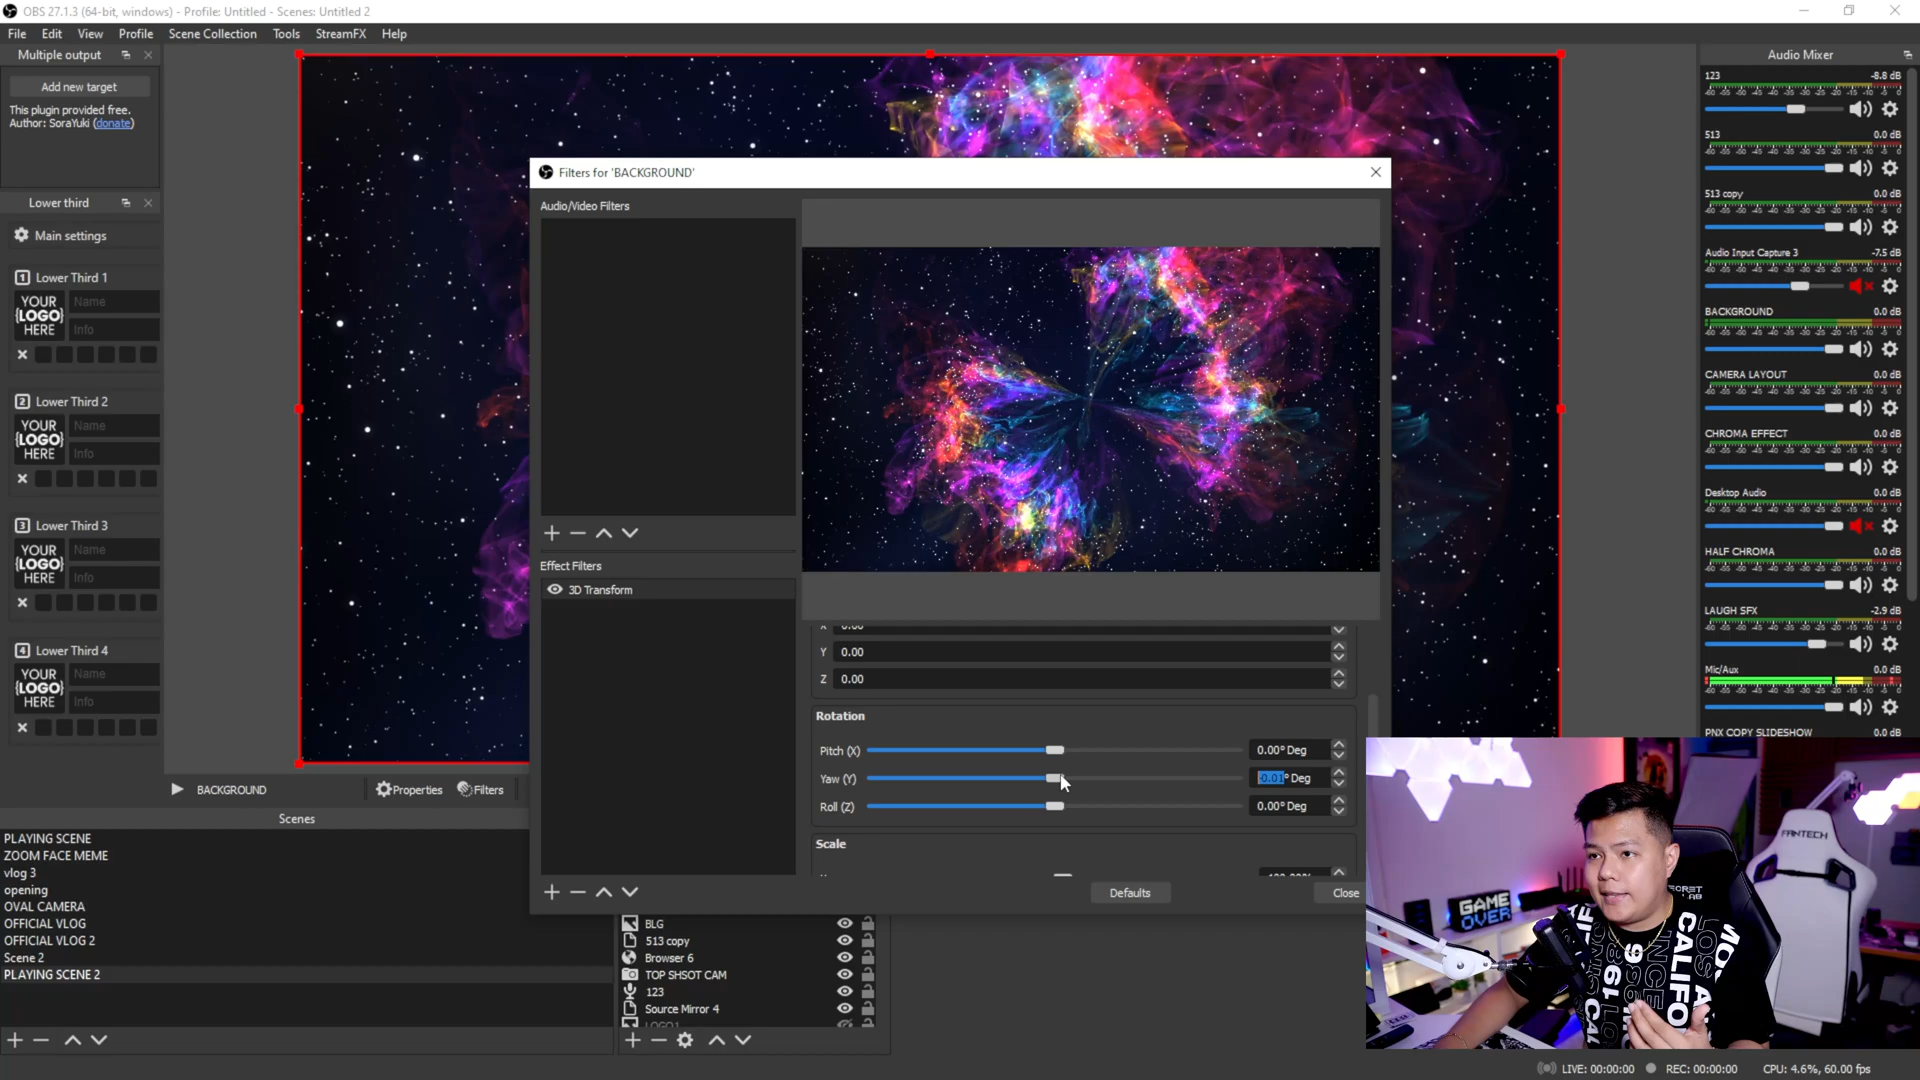 OBS 27.1.3 (64-bit, windows) - Profile: Untitled - Scenes: Untitled 2
File Edit View Profile Scene Collection Tools StreamFX Help
Multiple output
Add new target
This plugin provided free.
Author: SoraYuki (donate)
Lower third
Main settings
1 Lower Third 1
YOUR {LOGO} HERE
Name
Info
2 Lower Third 2
YOUR {LOGO} HERE
Name
Info
3 Lower Third 3
YOUR {LOGO} HERE
Name
Info
4 Lower Third 4
YOUR {LOGO} HERE
Name
Info
BACKGROUND
Properties
Filters
Scenes
PLAYING SCENE
ZOOM FACE MEME
vlog 3
opening
OVAL CAMERA
OFFICIAL VLOG
OFFICIAL VLOG 2
Scene 2
PLAYING SCENE 2
Filters for 'BACKGROUND'
Audio/Video Filters
Effect Filters
3D Transform
X 0.00
Y 0.00
Z 0.00
Rotation
Pitch (X) 0.00° Deg
Yaw (Y) -0.01° Deg
Roll (Z) 0.00° Deg
Scale
Defaults
Close
BLG
513 copy
Browser 6
TOP SHSOT CAM
123
Source Mirror 4
LOGO1
Audio Mixer
123 -8.8 dB
513 0.0 dB
513 copy 0.0 dB
Audio Input Capture 3 -7.5 dB
BACKGROUND 0.0 dB
CAMERA LAYOUT 0.0 dB
CHROMA EFFECT 0.0 dB
Desktop Audio 0.0 dB
HALF CHROMA 0.0 dB
LAUGH SFX -2.9 dB
Mic/Aux 0.0 dB
PNX COPY SLIDESHOW
FANTECH
GAME
OVER
SECRET
LAB
CALIFO
LIVE: 00:00:00
REC: 00:00:00
CPU: 4.6%, 60.00 fps